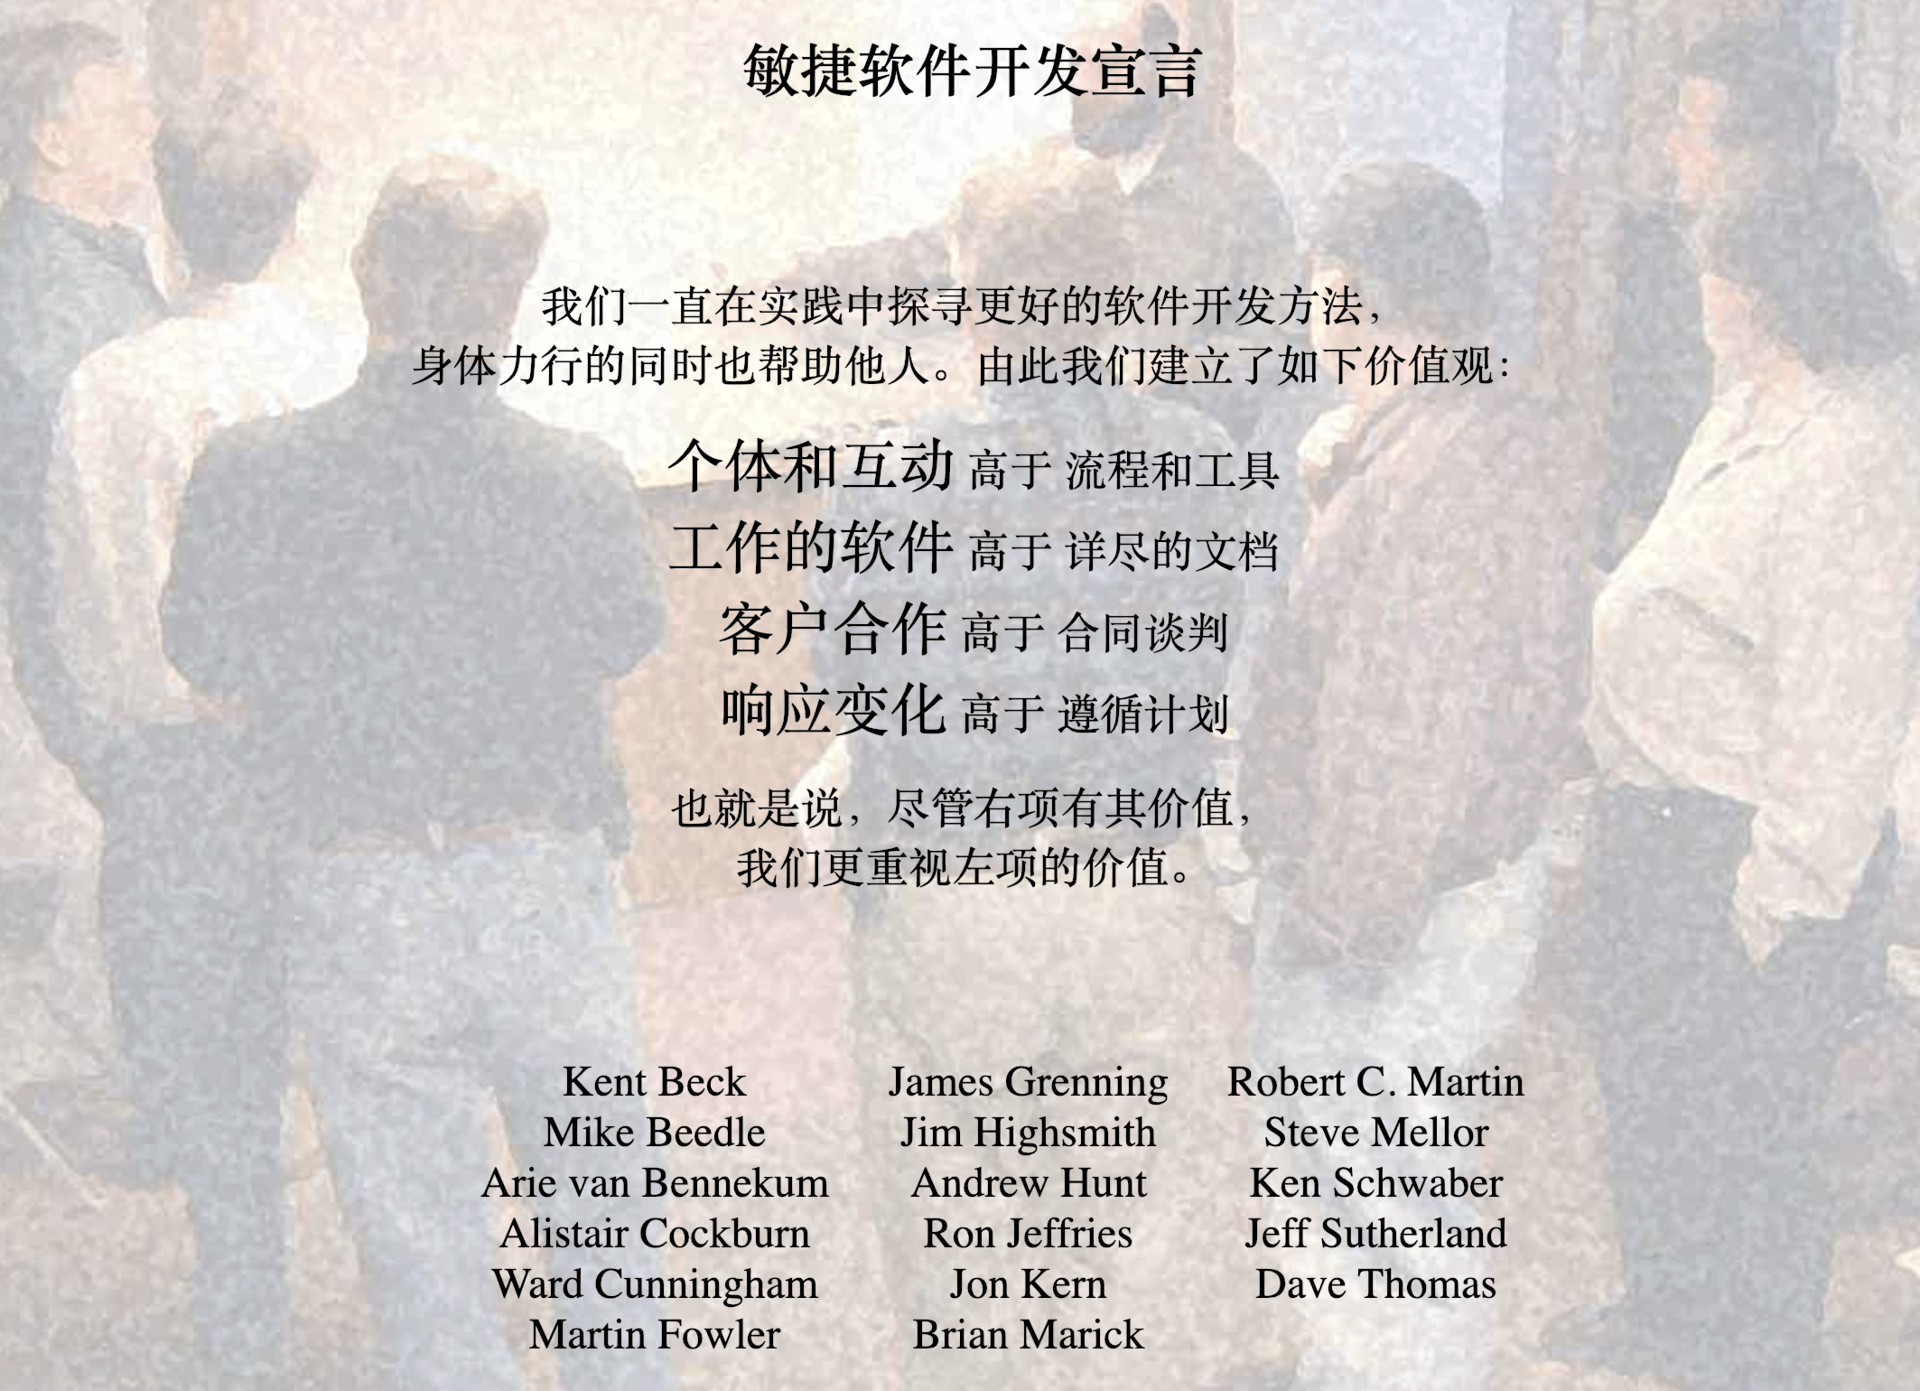 敏捷软件开发宣言
我们一直在实践中探寻更好的软件开发方法，
身体力行的同时也帮助他人。由此我们建立了如下价值观：
个体和互动 高于 流程和工具
工作的软件 高于 详尽的文档
客户合作 高于 合同谈判
响应变化 高于 遵循计划
也就是说，尽管右项有其价值，
我们更重视左项的价值。
Kent Beck
Mike Beedle
Arie van Bennekum
Alistair Cockburn
Ward Cunningham
Martin Fowler
James Grenning
Jim Highsmith
Andrew Hunt
Ron Jeffries
Jon Kern
Brian Marick
Robert C. Martin
Steve Mellor
Ken Schwaber
Jeff Sutherland
Dave Thomas